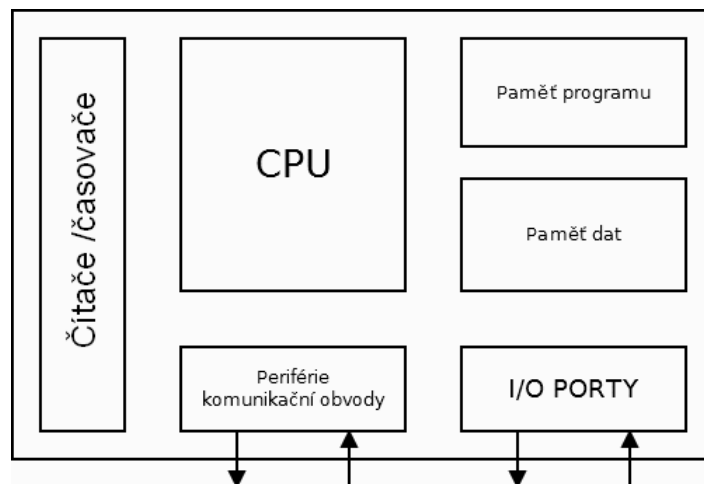 Čítače /časovače
CPU
Paměť programu
Paměť dat
Periférie
komunikační obvody
I/O PORTY